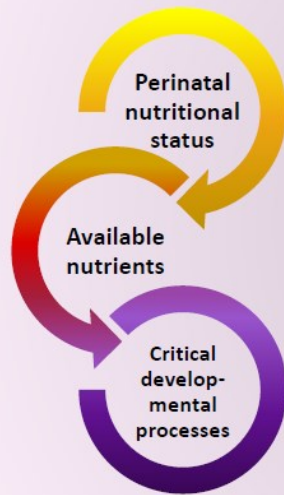 Perinatal
nutritional
status
Available
nutrients
Critical
develop-
mental
processes